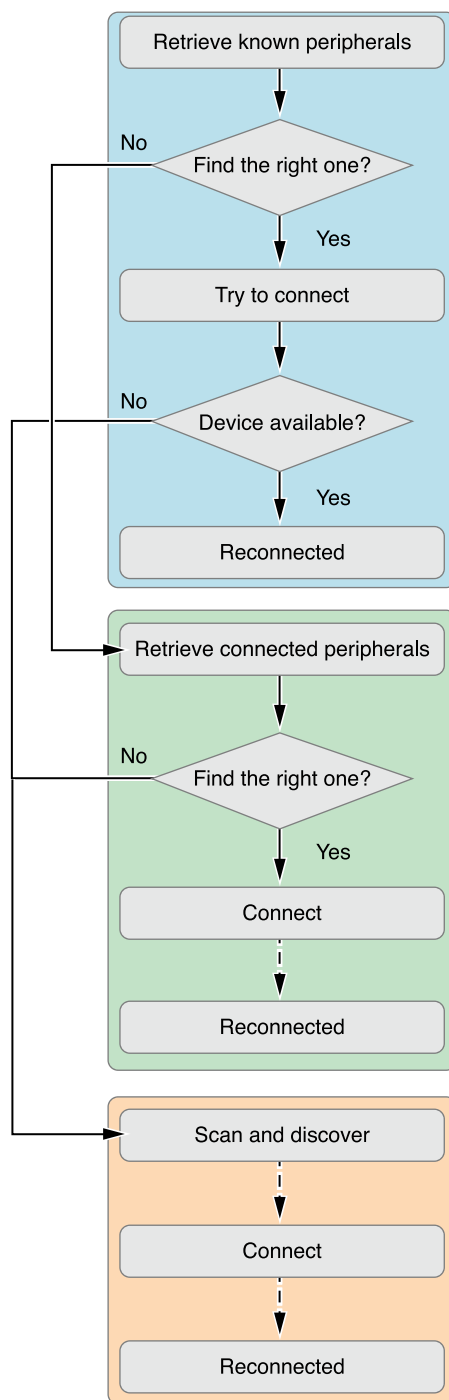 Retrieve known peripherals
No
Find the right one?
Yes
Try to connect
No
Device available?
Yes
Reconnected
Retrieve connected peripherals
No
Find the right one?
Yes
Connect
Reconnected
Scan and discover
Connect
Reconnected